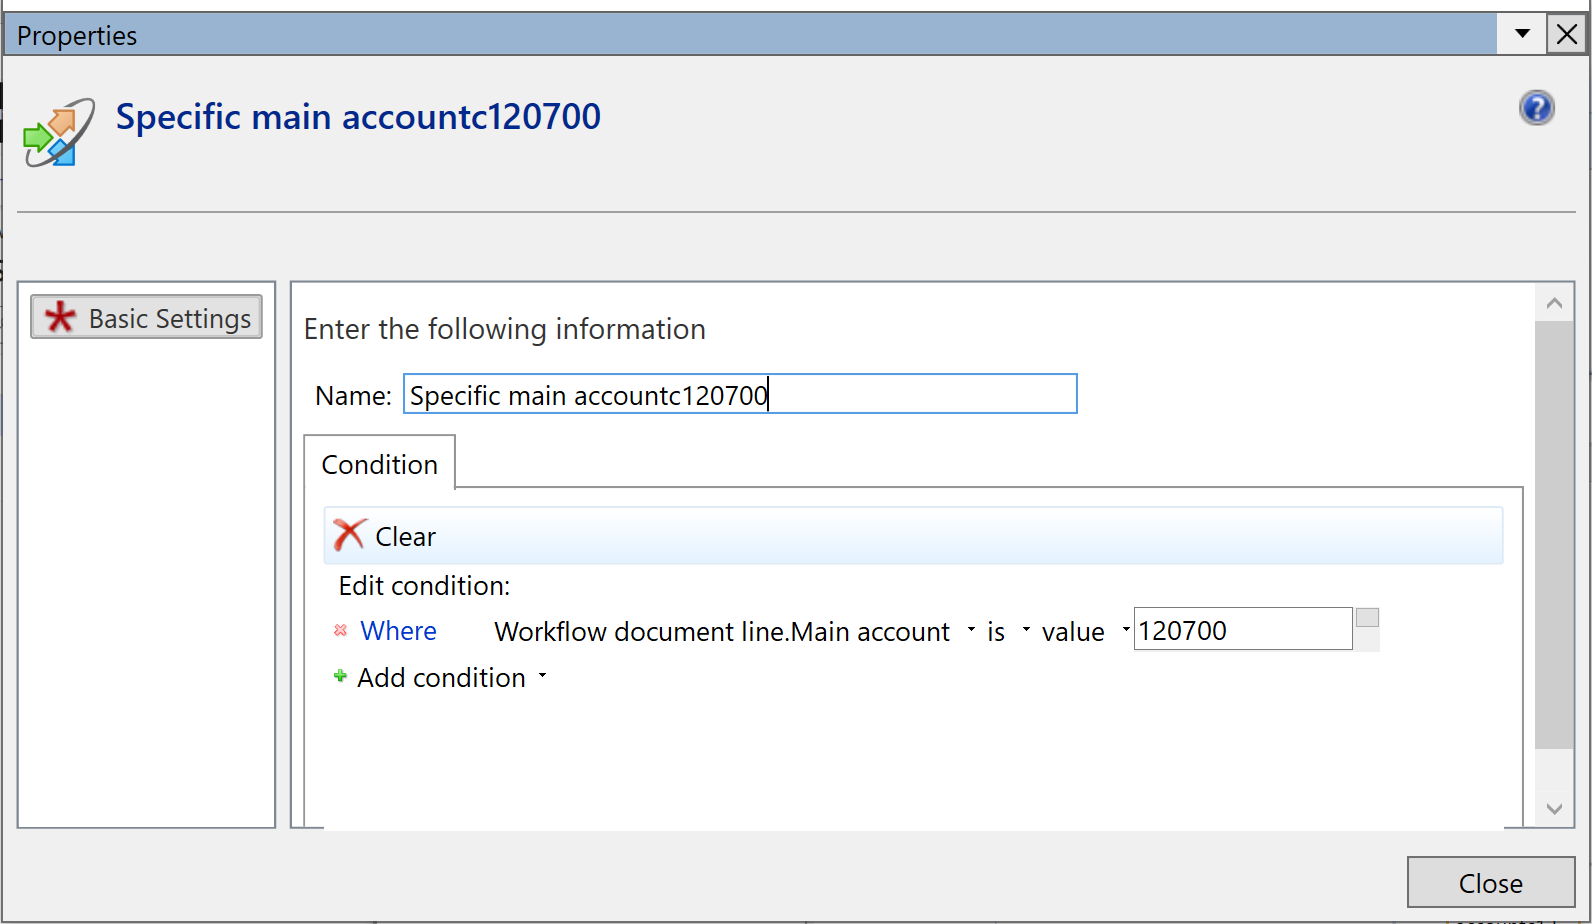 Properties
Specific main accountc120700
Basic Settings
Enter the following information
Name: Specific main accountc120700
Condition
Clear
Edit condition:
Where Workflow document line.Main account is value 120700
Add condition
Close